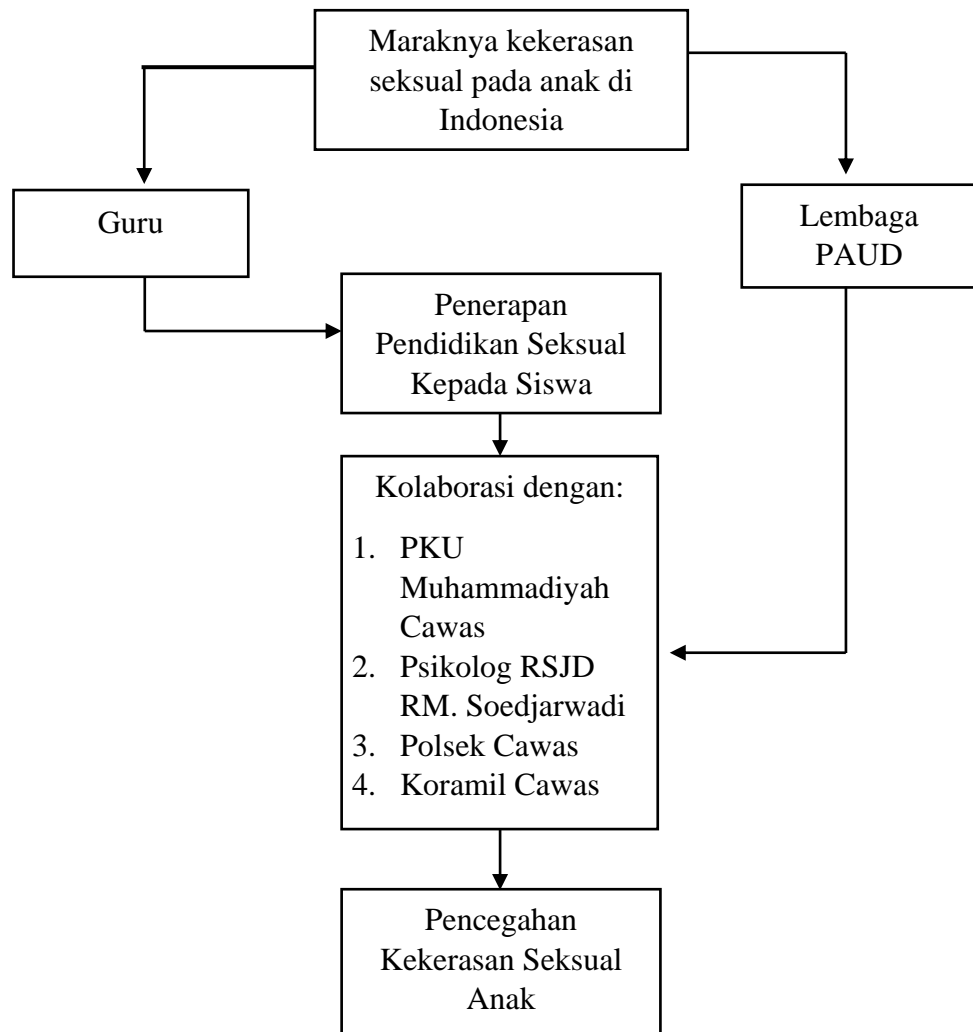 Maraknya kekerasan
seksual pada anak di
Indonesia
Guru
Lembaga
PAUD
Penerapan
Pendidikan Seksual
Kepada Siswa
Kolaborasi dengan:
1. PKU
Muhammadiyah
Cawas
2. Psikolog RSJD
RM. Soedjarwadi
3. Polsek Cawas
4. Koramil Cawas
Pencegahan
Kekerasan Seksual
Anak